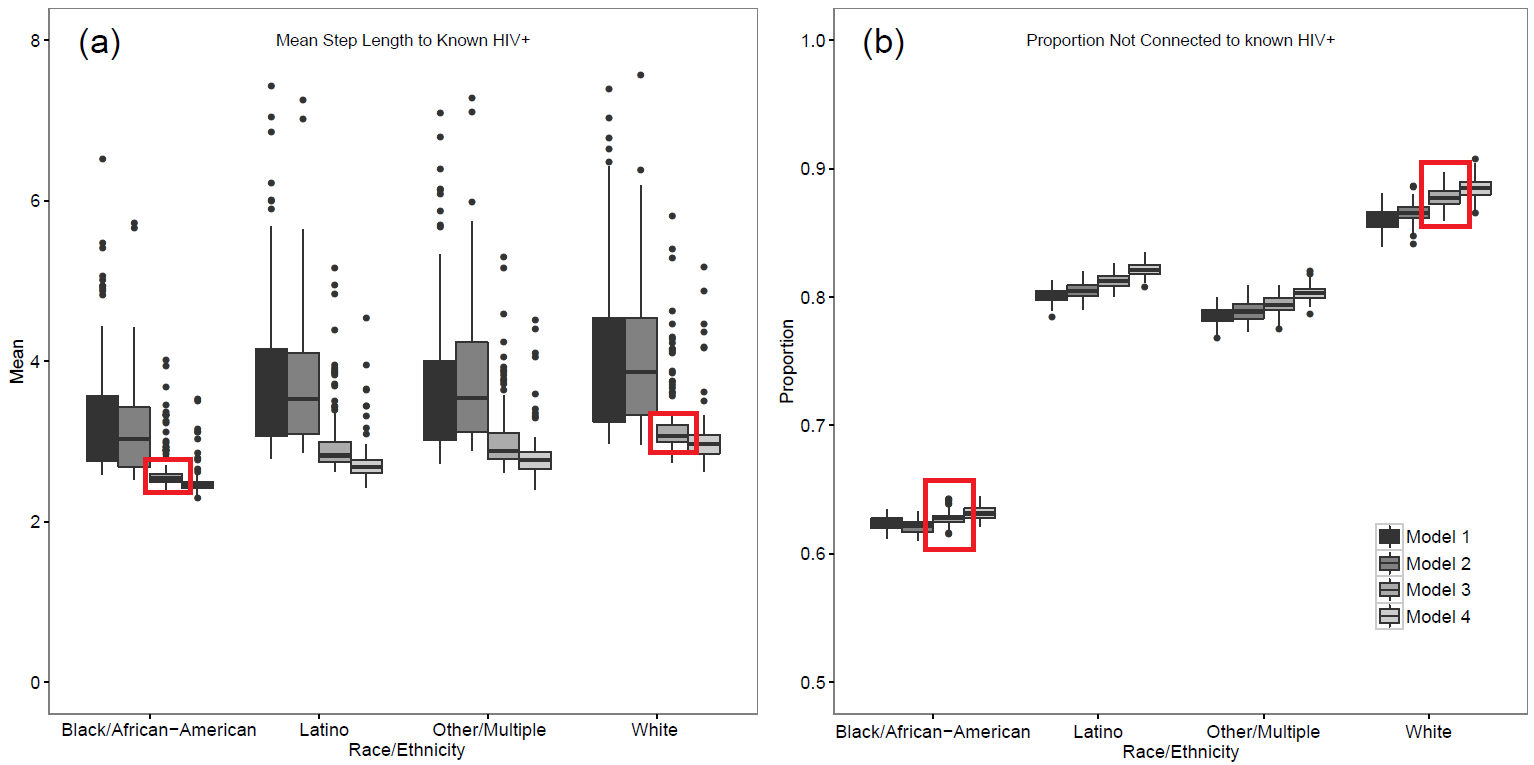 (a)
Mean Step Length to Known HIV+
8
6
4
2
0
Mean
Black/African−American
Latino
Other/Multiple
White
Race/Ethnicity
(b)
Proportion Not Connected to known HIV+
1.0
0.9
0.8
0.7
0.6
0.5
Proportion
Model 1
Model 2
Model 3
Model 4
Black/African−American
Latino
Other/Multiple
White
Race/Ethnicity